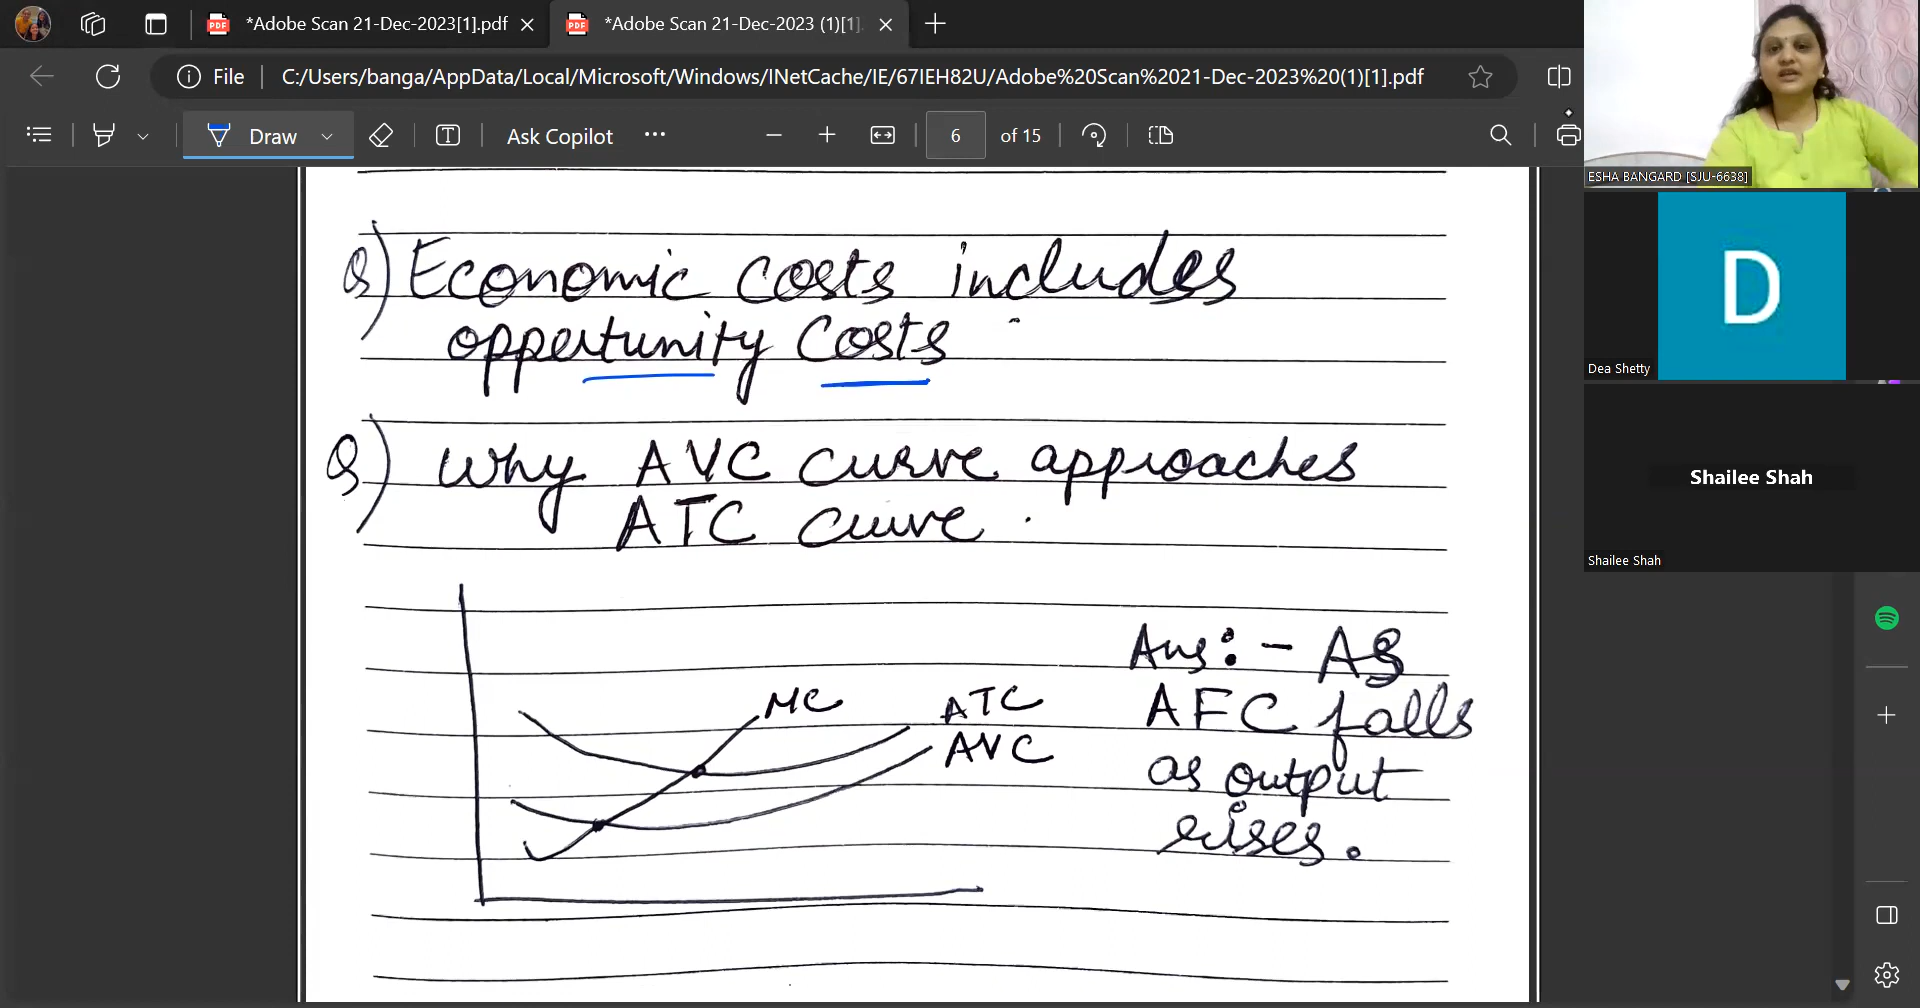 *Adobe Scan 21-Dec-2023[1].pdf
*Adobe Scan 21-Dec-2023 (1)[1].
File
C:/Users/banga/AppData/Local/Microsoft/Windows/INetCache/IE/67IEH82U/Adobe%20Scan%2021-Dec-2023%20(1)[1].pdf
Draw
Ask Copilot
6 of 15
ESHA BANGARD [SJU-6638]
D
Dea Shetty
Shailee Shah
Shailee Shah
Q) Economic costs includes
oppertunity costs
Q) Why AVC curve approaches
ATC curve.
MC
ATC
AVC
Ans:- As
AFC falls
as output
rises.